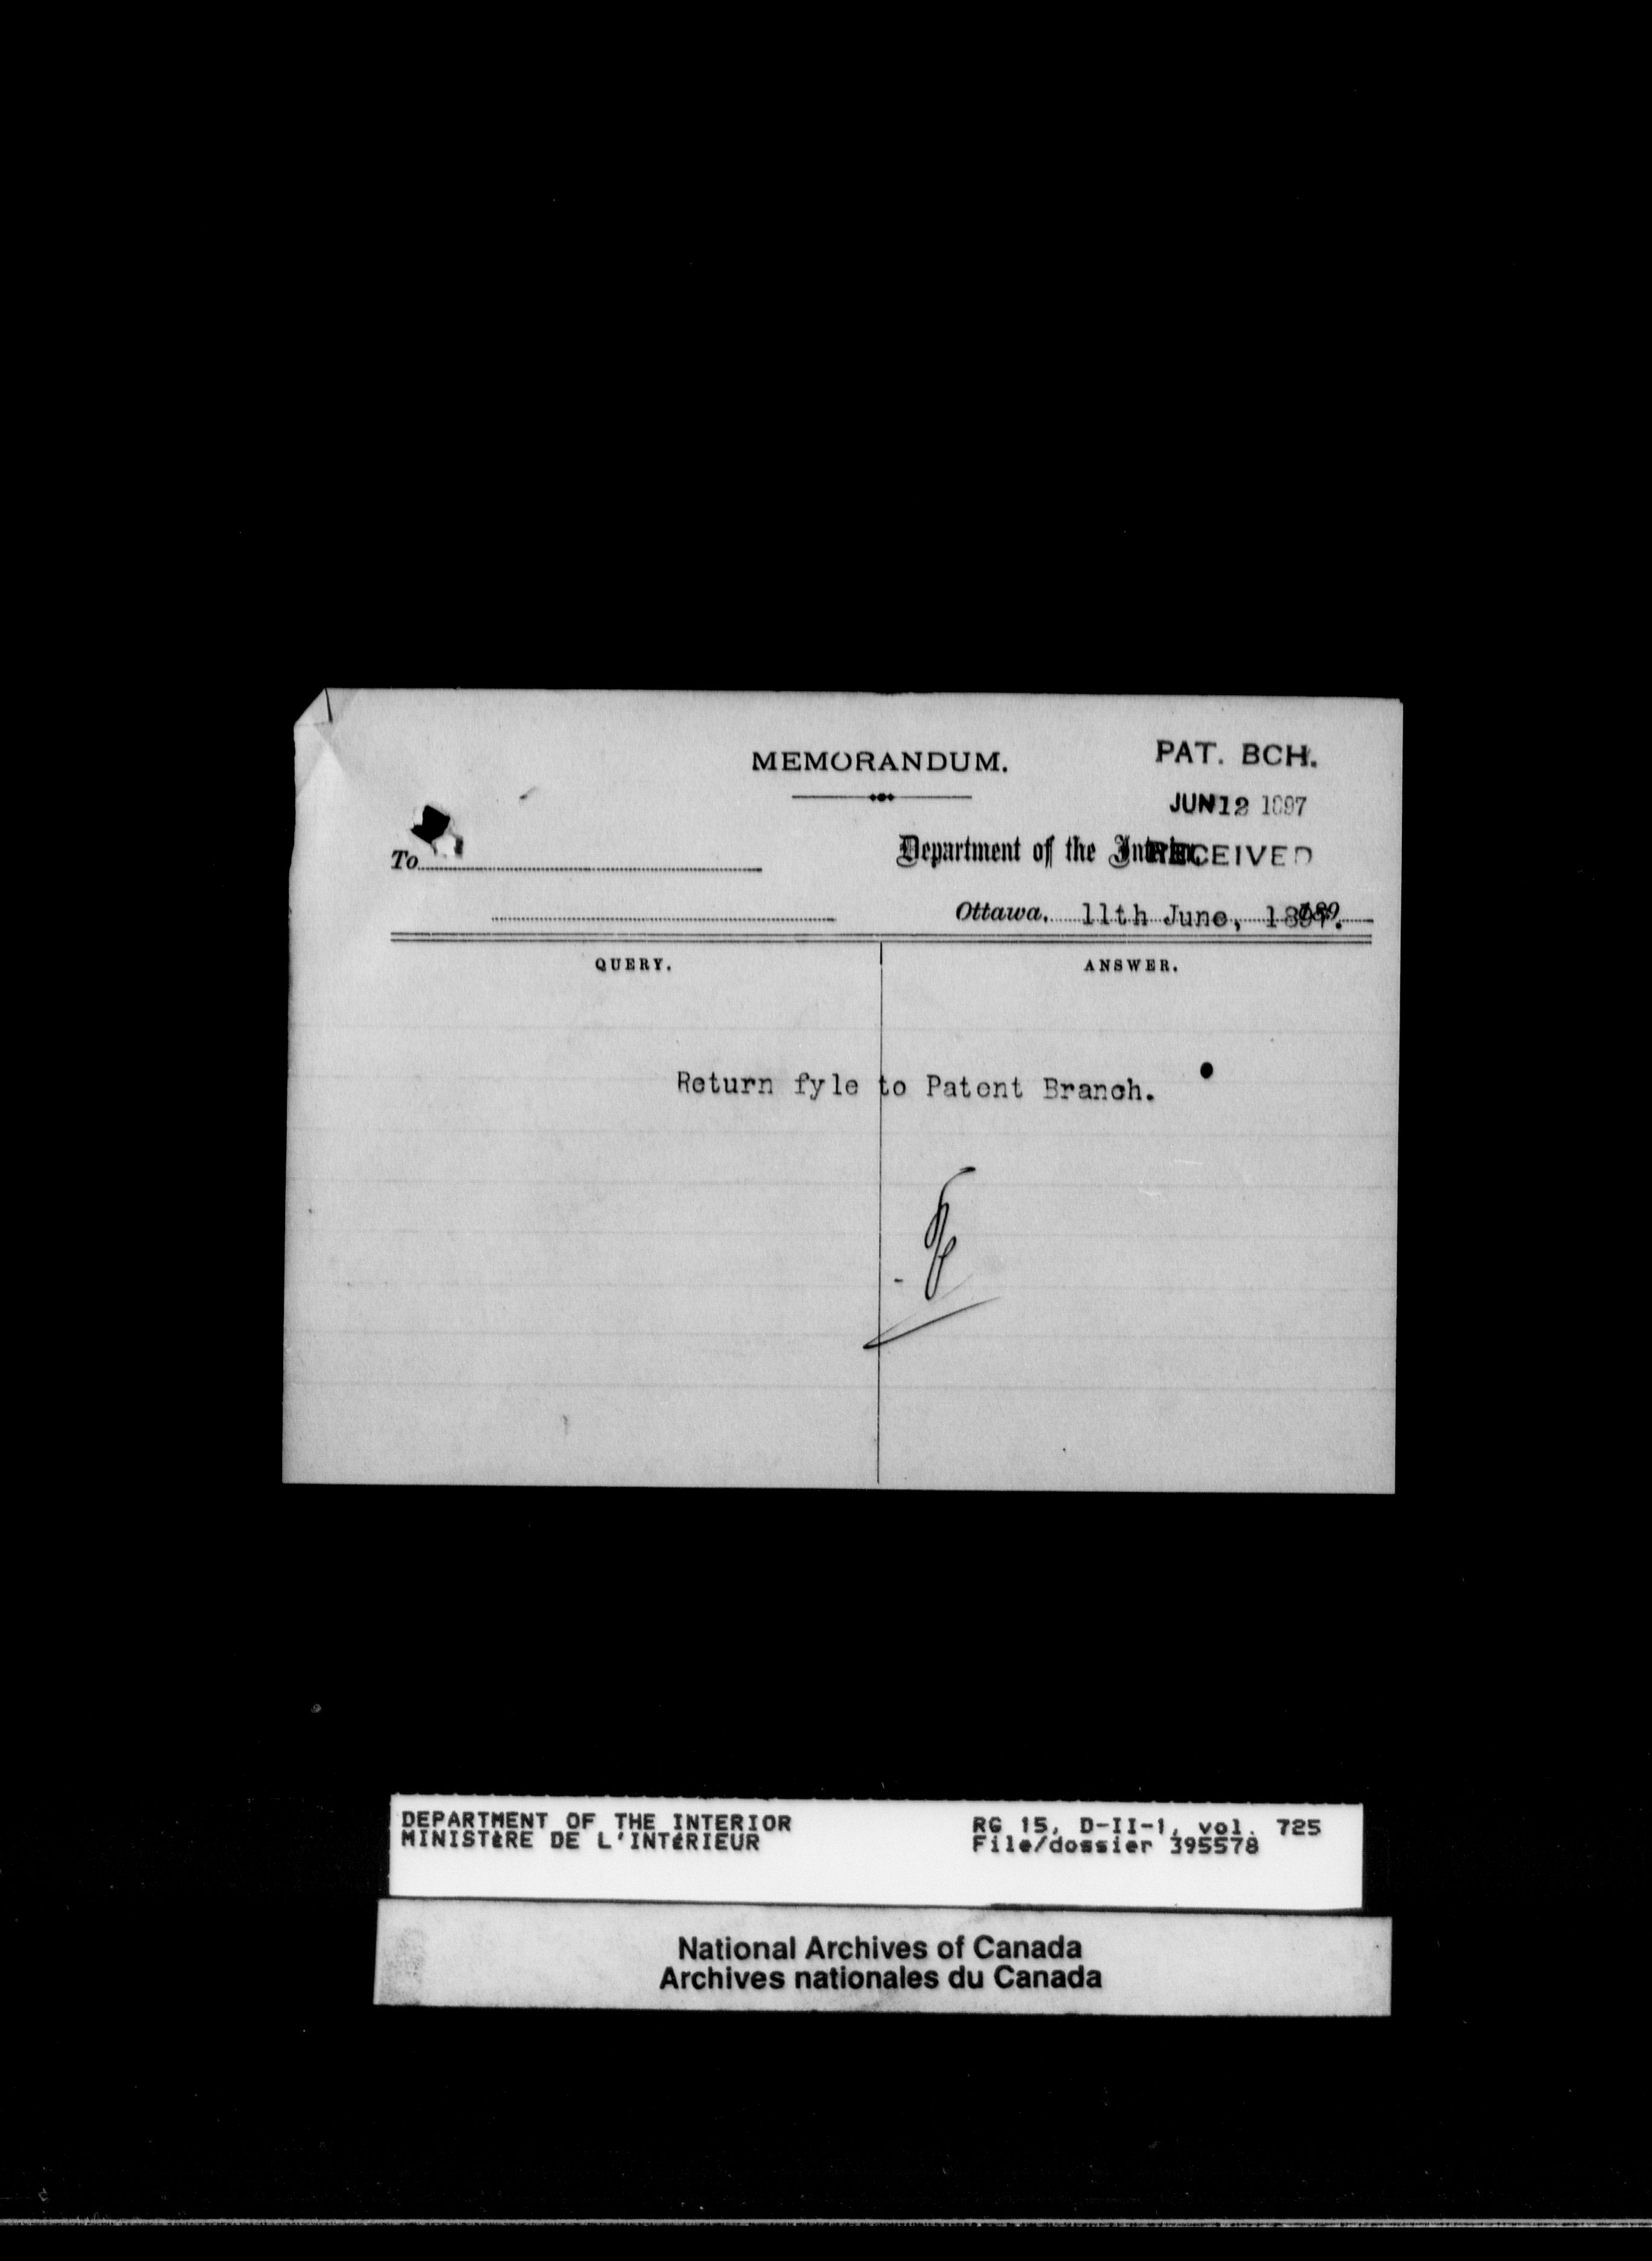 MEMORANDUM.
PAT. BCH.
JUN 12 1897
RECEIVED
To
Department of the Interior,
Ottawa, 11th June, 1897. 189
QUERY. ANSWER.
Return fyle to Patent Branch.
DEPARTMENT OF THE INTERIOR
MINISTèRE DE L'INTéRIEUR
RG 15, D-II-1, vol. 725
File/dossier 395578
National Archives of Canada
Archives nationales du Canada